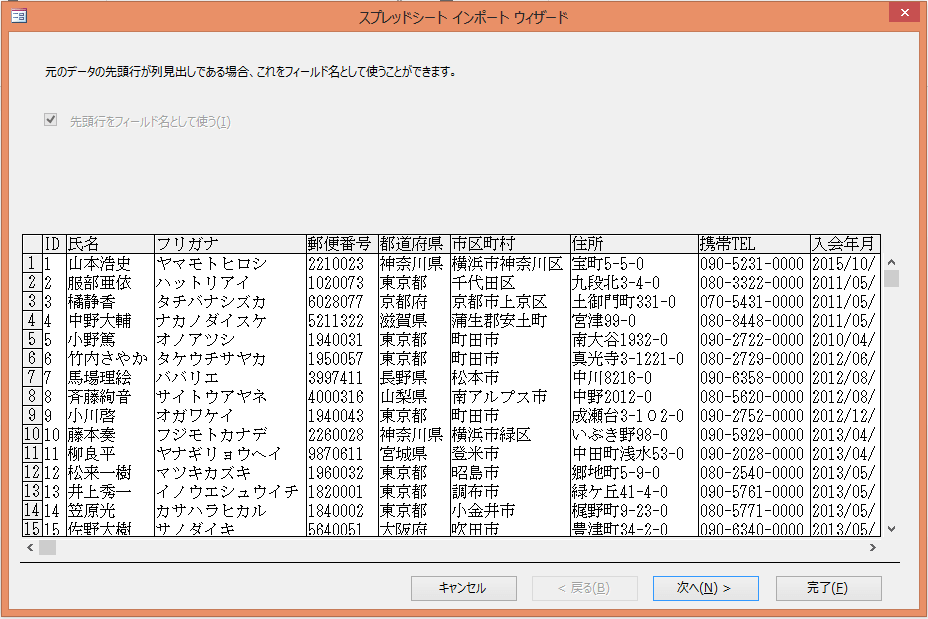 スプレッドシート インポート ウィザード
元のデータの先頭行が列見出しである場合、これをフィールド名として使うことができます。
先頭行をフィールド名として使う(I)
ID 氏名 フリガナ 郵便番号 都道府県 市区町村 住所 携帯TEL 入会年月
1 1 山本浩史 ヤマモトヒロシ 2210023 神奈川県 横浜市神奈川区 宝町5-5-0 090-5231-0000 2015/10/
2 2 服部亜依 ハットリアイ 1020073 東京都 千代田区 九段北3-4-0 080-3322-0000 2011/05/
3 3 橘静香 タチバナシズカ 6028077 京都府 京都市上京区 土御門町331-0 070-5431-0000 2011/05/
4 4 中野大輔 ナカノダイスケ 5211322 滋賀県 蒲生郡安土町 宮津99-0 080-8448-0000 2011/05/
5 5 小野篤 オノアツシ 1940031 東京都 町田市 南大谷1932-0 090-2722-0000 2010/04/
6 6 竹内さやか タケウチサヤカ 1950057 東京都 町田市 真光寺3-1221-0 080-2729-0000 2012/06/
7 7 馬場理絵 ババリエ 3997411 長野県 松本市 中川8216-0 090-6358-0000 2012/08/
8 8 斉藤絢音 サイトウアヤネ 4000316 山梨県 南アルプス市 中野2012-0 080-5620-0000 2012/08/
9 9 小川啓 オガワケイ 1940043 東京都 町田市 成瀬台3-1０2-0 090-2752-0000 2012/12/
10 10 藤本奏 フジモトカナデ 2260028 神奈川県 横浜市緑区 いぶき野98-0 090-5929-0000 2013/04/
11 11 柳良平 ヤナギリョウヘイ 9870611 宮城県 登米市 中田町浅水53-0 090-2028-0000 2013/04/
12 12 松来一樹 マツキカズキ 1960032 東京都 昭島市 郷地町5-9-0 080-2540-0000 2013/05/
13 13 井上秀一 イノウエシュウイチ 1820001 東京都 調布市 緑ケ丘41-4-0 090-5761-0000 2013/05/
14 14 笠原光 カサハラヒカル 1840002 東京都 小金井市 梶野町9-23-0 080-5771-0000 2013/05/
15 15 佐野大樹 サノダイキ 5640051 大阪府 吹田市 豊津町34-2-0 090-6340-0000 2013/05/
キャンセル < 戻る(B) 次へ(N) > 完了(F)